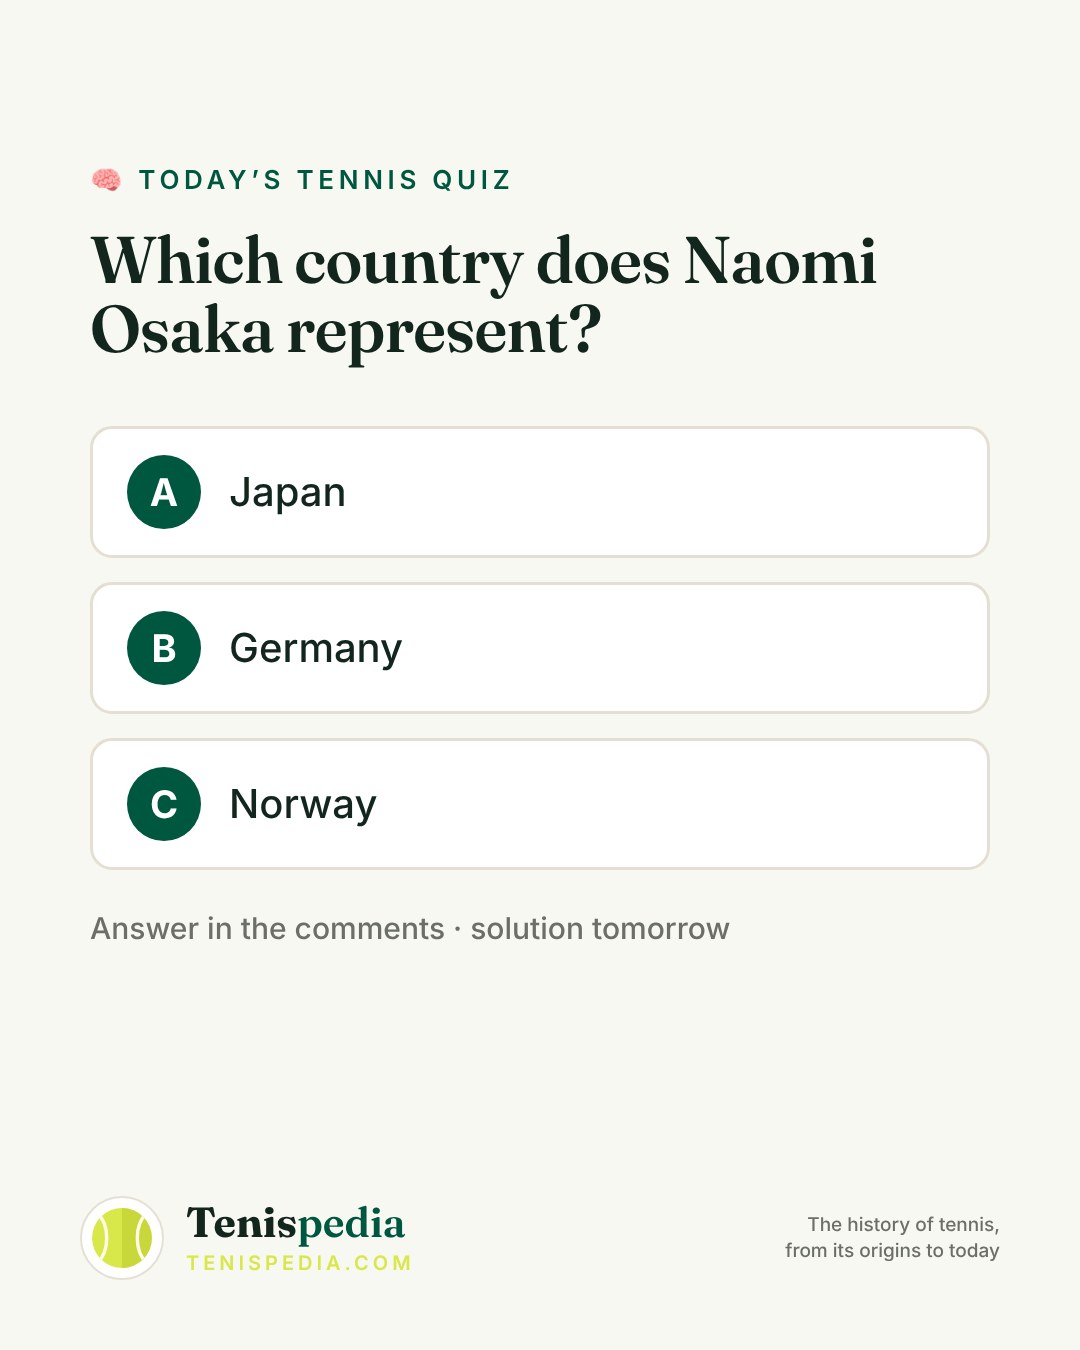 🧠 TODAY’S TENNIS QUIZ
Which country does Naomi
Osaka represent?
A Japan
B Germany
C Norway
Answer in the comments · solution tomorrow
Tenispedia
TENISPEDIA.COM
The history of tennis,
from its origins to today